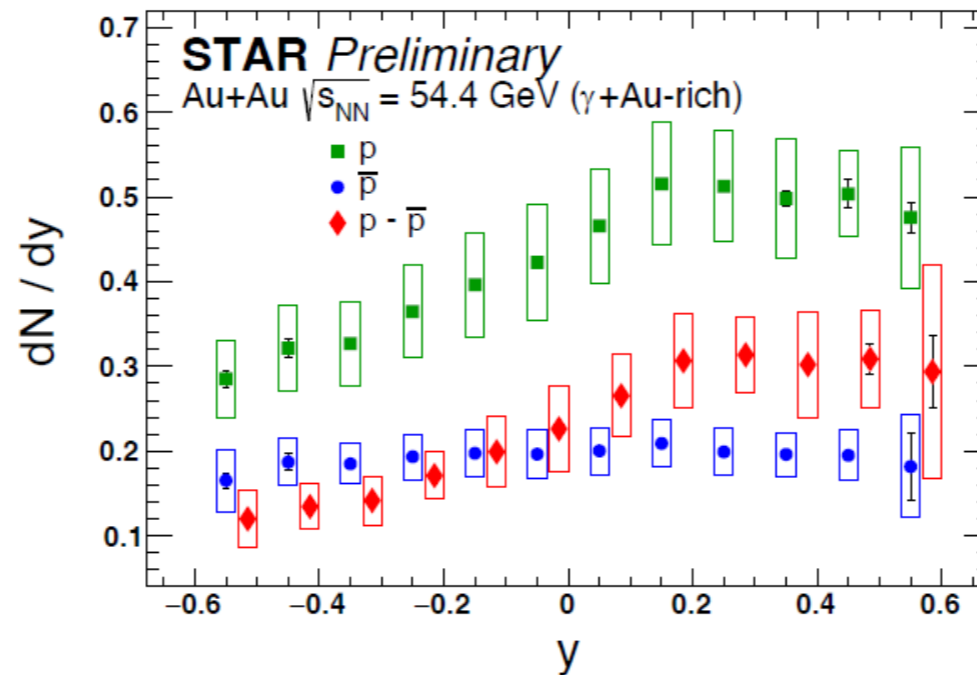 STAR Preliminary
Au+Au √s_NN = 54.4 GeV (γ+Au-rich)
p
p̅
p - p̅
dN / dy
0.7
0.6
0.5
0.4
0.3
0.2
0.1
−0.6 −0.4 −0.2 0 0.2 0.4 0.6
y